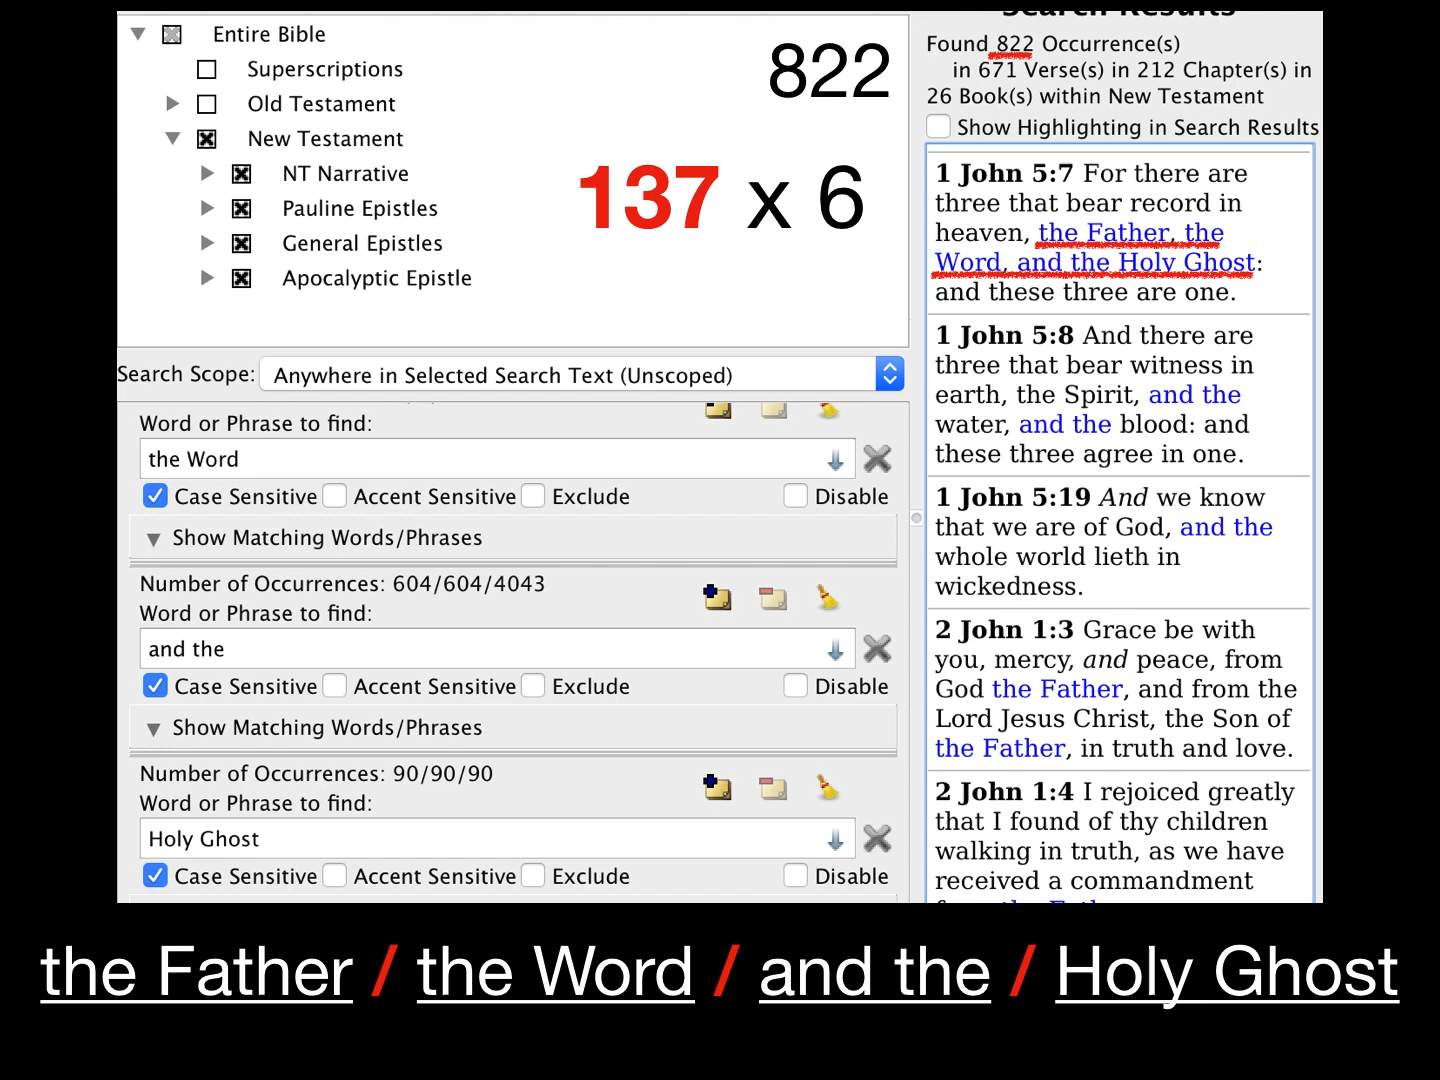 Entire Bible
Superscriptions
Old Testament
New Testament
NT Narrative
Pauline Epistles
General Epistles
Apocalyptic Epistle
822
137 x 6
Search Scope: Anywhere in Selected Search Text (Unscoped)
Word or Phrase to find:
the Word
Case Sensitive Accent Sensitive Exclude Disable
Show Matching Words/Phrases
Number of Occurrences: 604/604/4043
Word or Phrase to find:
and the
Case Sensitive Accent Sensitive Exclude Disable
Show Matching Words/Phrases
Number of Occurrences: 90/90/90
Word or Phrase to find:
Holy Ghost
Case Sensitive Accent Sensitive Exclude Disable
Search Results
Found 822 Occurrence(s)
in 671 Verse(s) in 212 Chapter(s) in
26 Book(s) within New Testament
Show Highlighting in Search Results
1 John 5:7 For there are
three that bear record in
heaven, the Father, the
Word, and the Holy Ghost:
and these three are one.
1 John 5:8 And there are
three that bear witness in
earth, the Spirit, and the
water, and the blood: and
these three agree in one.
1 John 5:19 And we know
that we are of God, and the
whole world lieth in
wickedness.
2 John 1:3 Grace be with
you, mercy, and peace, from
God the Father, and from the
Lord Jesus Christ, the Son of
the Father, in truth and love.
2 John 1:4 I rejoiced greatly
that I found of thy children
walking in truth, as we have
received a commandment
the Father / the Word / and the / Holy Ghost